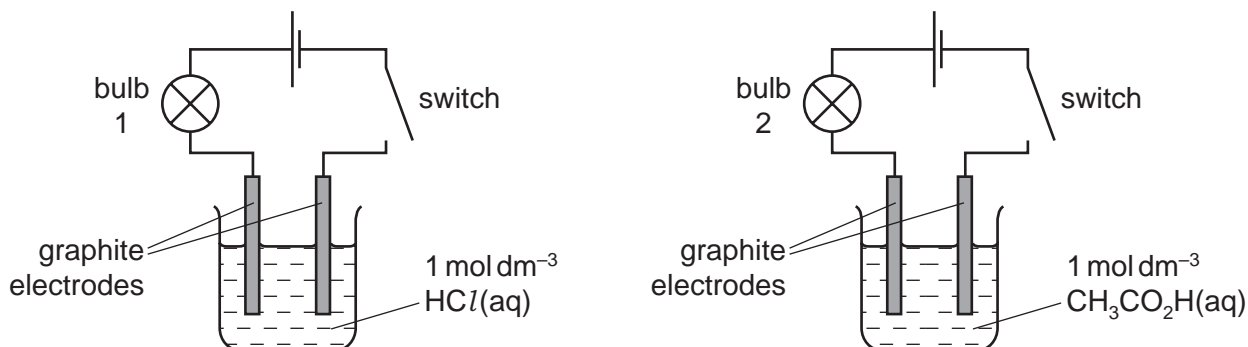 bulb
1
switch
graphite
electrodes
1 mol dm⁻³
HCl(aq)
bulb
2
switch
graphite
electrodes
1 mol dm⁻³
CH₃CO₂H(aq)